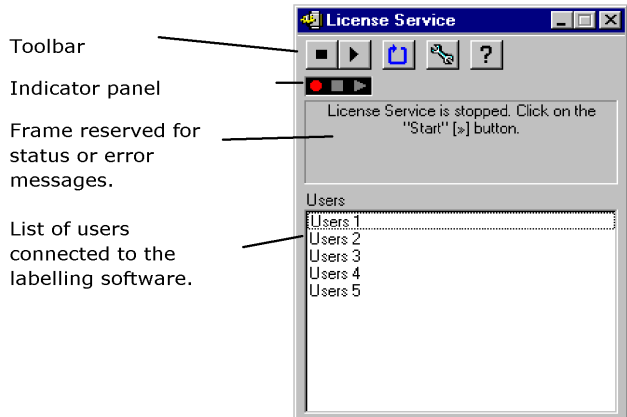 License Service
Toolbar
?
Indicator panel
Frame reserved for
status or error
messages.
License Service is stopped. Click on the
"Start" [»] button.
List of users
connected to the
labelling software.
Users
Users 1
Users 2
Users 3
Users 4
Users 5